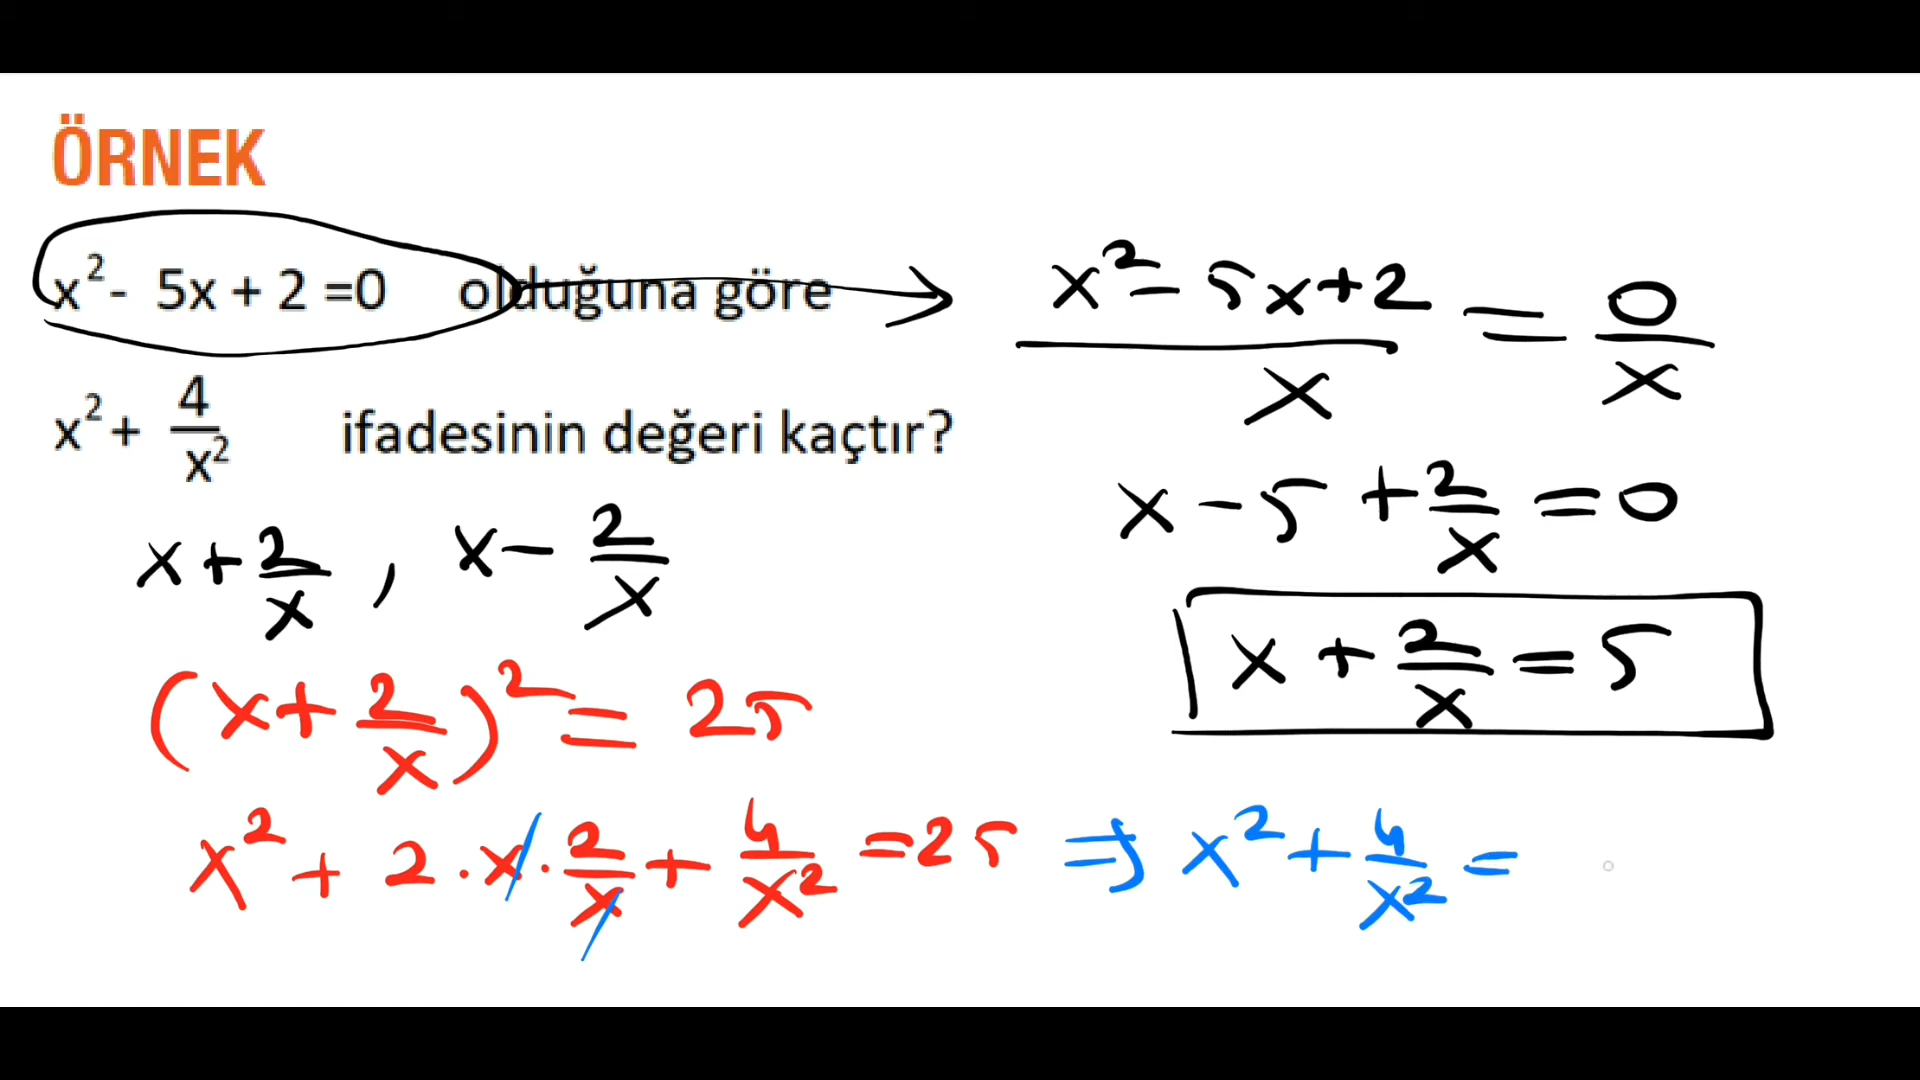 ÖRNEK
x² - 5x + 2 =0 olduğuna göre
x² + 4/x² ifadesinin değeri kaçtır?
x + 2/x , x - 2/x
(x + 2/x)² = 25
x² + 2 · x · 2/x + 4/x² = 25 ⇒ x² + 4/x² =
(x² - 5x + 2)/x = 0/x
x - 5 + 2/x = 0
x + 2/x = 5